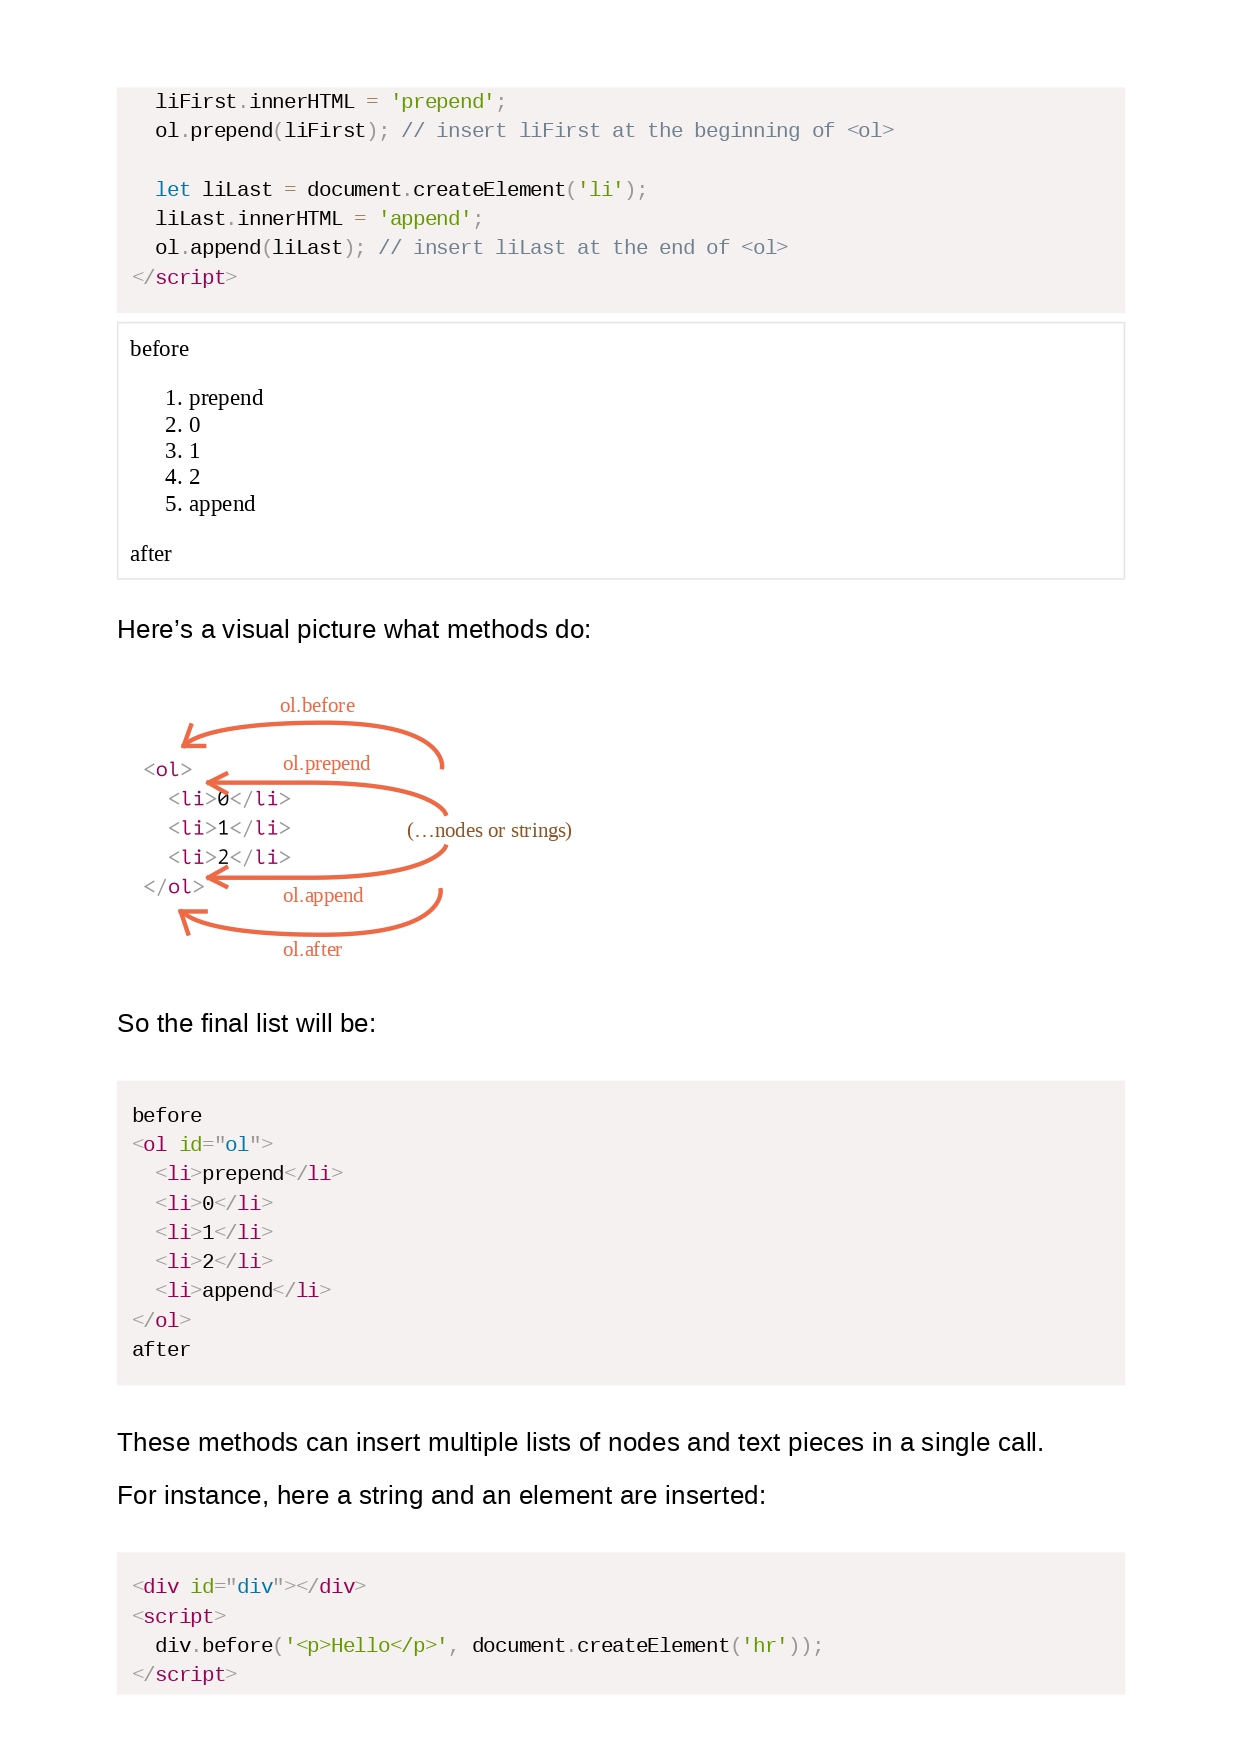 liFirst.innerHTML = 'prepend';
ol.prepend(liFirst); // insert liFirst at the beginning of <ol>
let liLast = document.createElement('li');
liLast.innerHTML = 'append';
ol.append(liLast); // insert liLast at the end of <ol>
</script>
before
1. prepend
2. 0
3. 1
4. 2
5. append
after
Here’s a visual picture what methods do:
ol.before
ol.prepend
<ol>
<li>0</li>
<li>1</li>
(…nodes or strings)
<li>2</li>
</ol>
ol.append
ol.after
So the final list will be:
before
<ol id="ol">
<li>prepend</li>
<li>0</li>
<li>1</li>
<li>2</li>
<li>append</li>
</ol>
after
These methods can insert multiple lists of nodes and text pieces in a single call.
For instance, here a string and an element are inserted:
<div id="div"></div>
<script>
div.before('<p>Hello</p>', document.createElement('hr'));
</script>